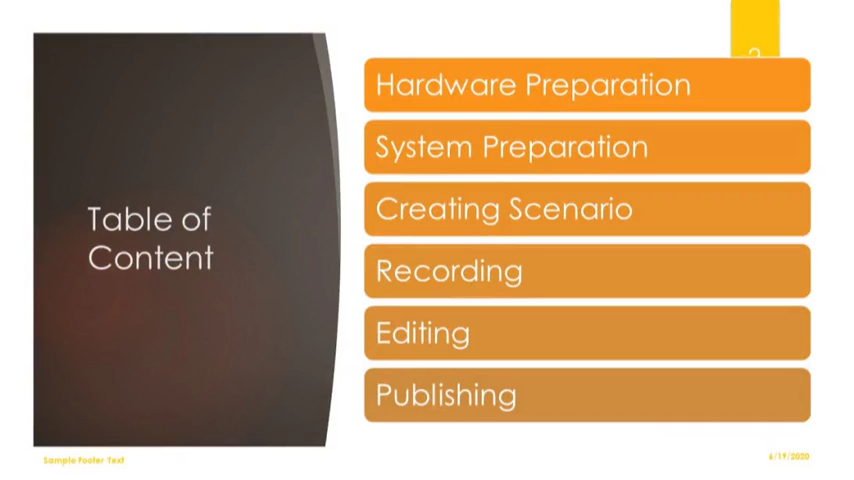 Table of
Content
Hardware Preparation
System Preparation
Creating Scenario
Recording
Editing
Publishing
Sample Footer Text
6/19/2020